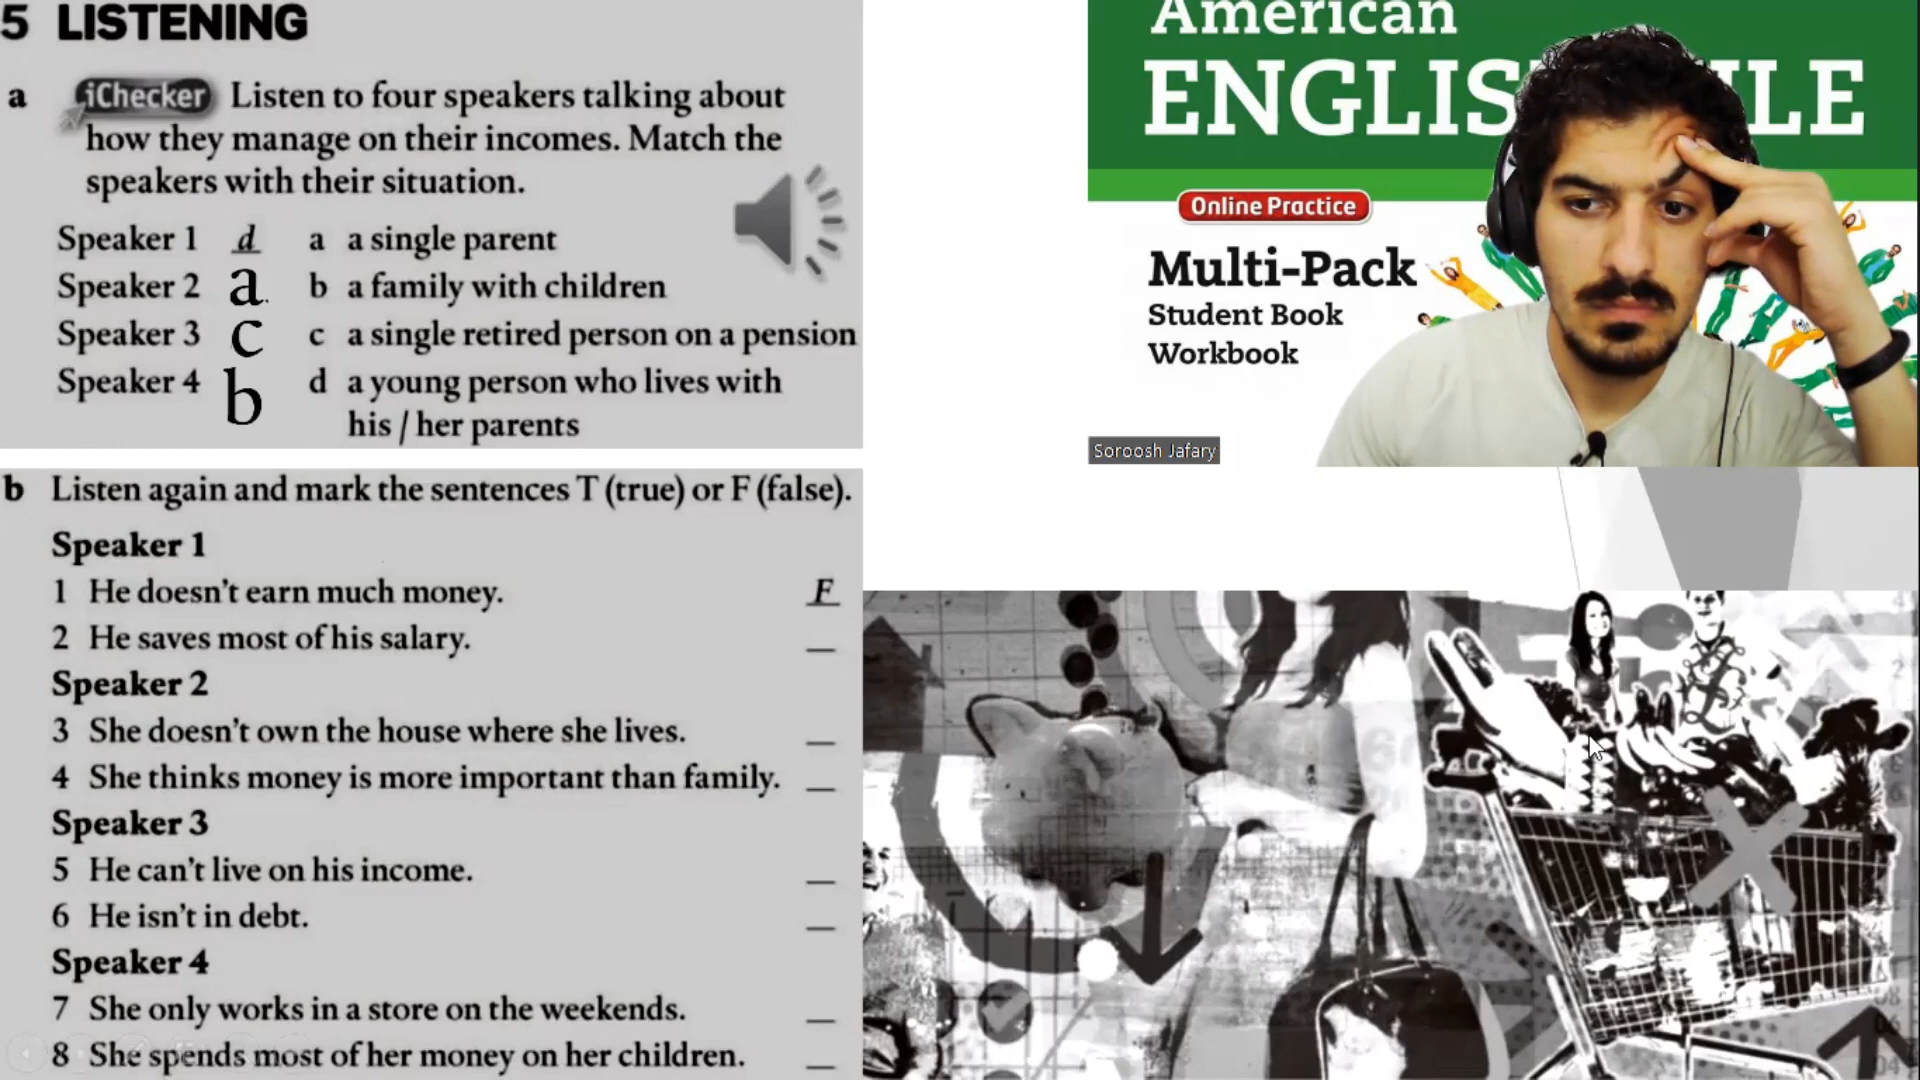 5 LISTENING
a iChecker Listen to four speakers talking about
how they manage on their incomes. Match the
speakers with their situation.
Speaker 1 d a a single parent
Speaker 2 a. b a family with children
Speaker 3 c c a single retired person on a pension
Speaker 4 b d a young person who lives with
his / her parents
b Listen again and mark the sentences T (true) or F (false).
Speaker 1
1 He doesn't earn much money. F
2 He saves most of his salary. _
Speaker 2
3 She doesn't own the house where she lives. _
4 She thinks money is more important than family. _
Speaker 3
5 He can't live on his income. _
6 He isn't in debt. _
Speaker 4
7 She only works in a store on the weekends. _
8 She spends most of her money on her children. _
American
ENGLIS LE
Online Practice
Multi-Pack
Student Book
Workbook
Soroosh Jafary